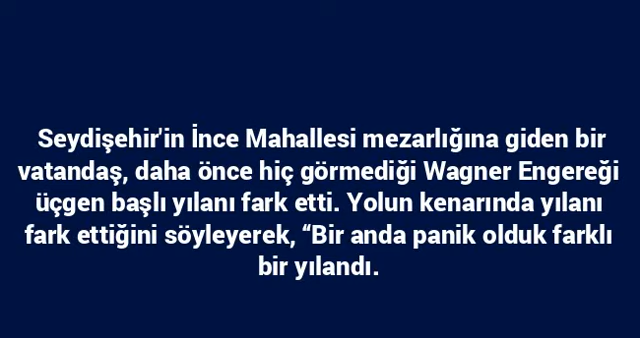 Seydişehir'in İnce Mahallesi mezarlığına giden bir
vatandaş, daha önce hiç görmediği Wagner Engereği
üçgen başlı yılanı fark etti. Yolun kenarında yılanı
fark ettiğini söyleyerek, “Bir anda panik olduk farklı
bir yılandı.